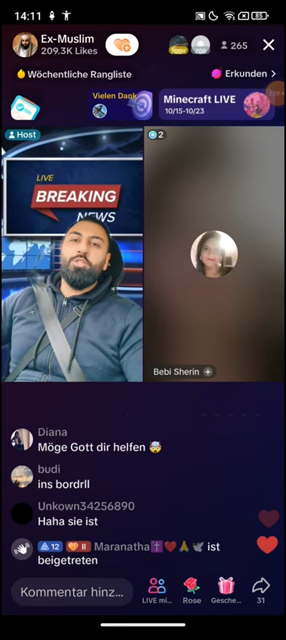 14:11
85
Ex-Muslim
209.3K Likes
265
Wöchentliche Rangliste
Erkunden
Vielen Dank
Minecraft LIVE
10/15-10/23
Host
2
LIVE
BREAKING
NEWS
Bebi Sherin
Diana
Möge Gott dir helfen 🤯
budi
ins bordrll
Unkown34256890
Haha sie ist
12 II Maranatha✝️❤️🙏🕊 ist
beigetreten
Kommentar hinz...
LIVE mi...
Rose
Gesche...
31